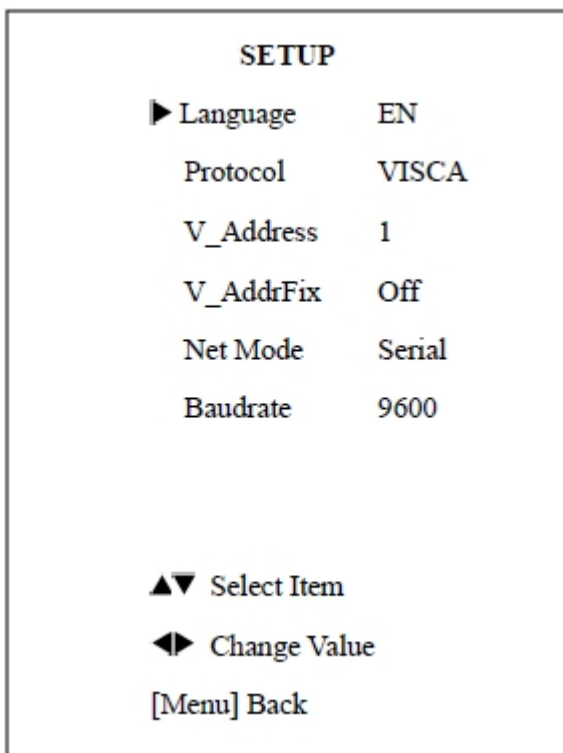 SETUP
▶ Language EN
Protocol VISCA
V_Address 1
V_AddrFix Off
Net Mode Serial
Baudrate 9600
▲▼ Select Item
◀▶ Change Value
[Menu] Back